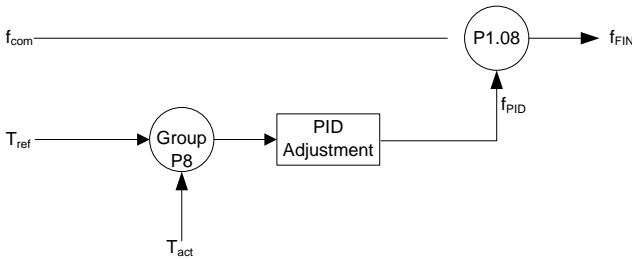 f_com
P1.08
f_FIN
f_PID
T_ref
Group
P8
PID
Adjustment
T_act